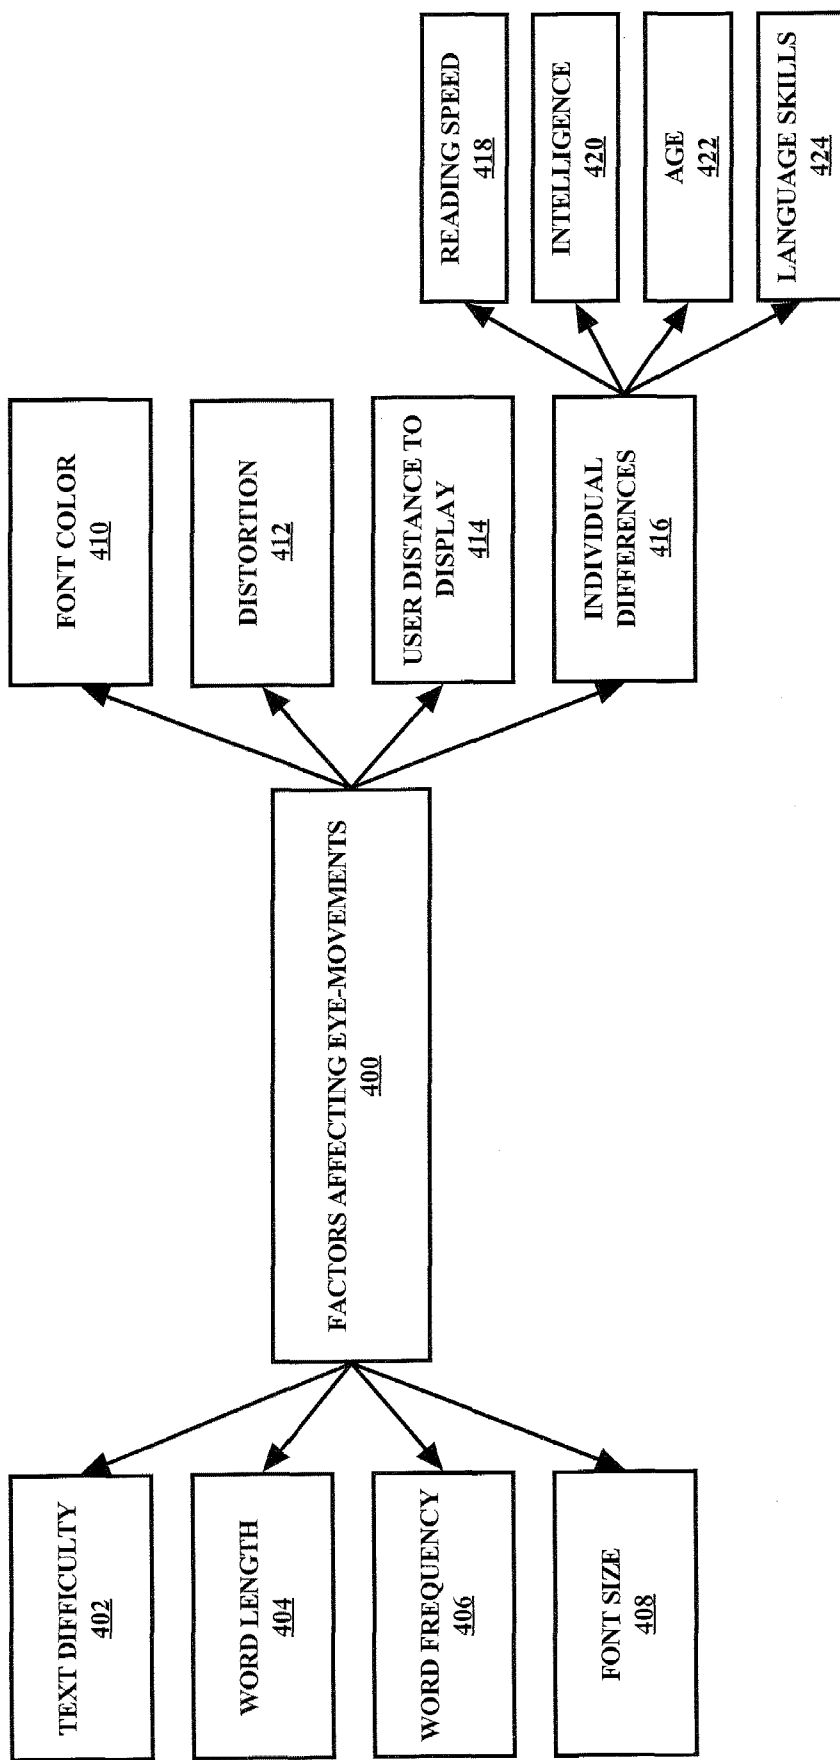 TEXT DIFFICULTY
402
WORD LENGTH
404
WORD FREQUENCY
406
FONT SIZE
408
FACTORS AFFECTING EYE-MOVEMENTS
400
FONT COLOR
410
DISTORTION
412
USER DISTANCE TO
DISPLAY
414
INDIVIDUAL
DIFFERENCES
416
READING SPEED
418
INTELLIGENCE
420
AGE
422
LANGUAGE SKILLS
424